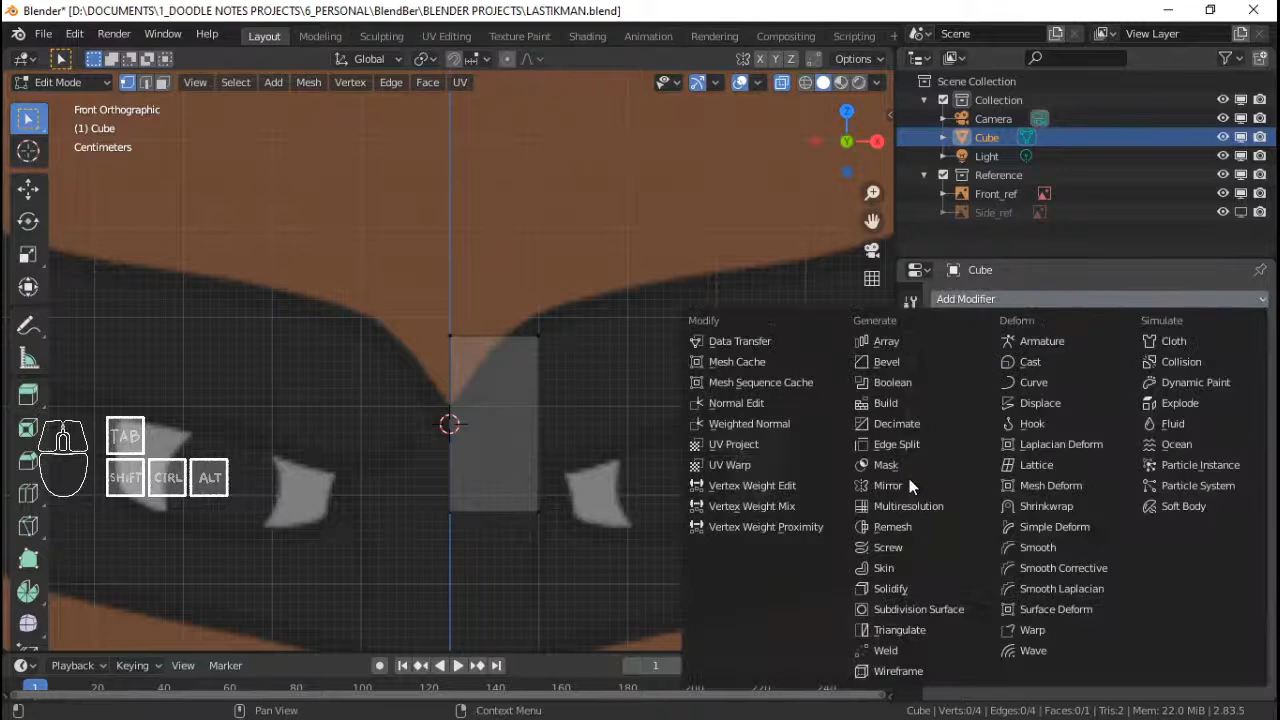 Blender* [D:\DOCUMENTS\1_DOODLE NOTES PROJECTS\6_PERSONAL\BlendBer\BLENDER PROJECTS\LASTIKMAN.blend]
File Edit Render Window Help Layout Modeling Sculpting UV Editing Texture Paint Shading Animation Rendering Compositing Scripting + Scene View Layer
Global X Y Z Options
Edit Mode View Select Add Mesh Vertex Edge Face UV
Scene Collection
Collection
Camera
Cube
Light
Reference
Front_ref
Side_ref
Front Orthographic
(1) Cube
Centimeters
Cube
Add Modifier
Modify
Data Transfer
Mesh Cache
Mesh Sequence Cache
Normal Edit
Weighted Normal
UV Project
UV Warp
Vertex Weight Edit
Vertex Weight Mix
Vertex Weight Proximity
Generate
Array
Bevel
Boolean
Build
Decimate
Edge Split
Mask
Mirror
Multiresolution
Remesh
Screw
Skin
Solidify
Subdivision Surface
Triangulate
Weld
Wireframe
Deform
Armature
Cast
Curve
Displace
Hook
Laplacian Deform
Lattice
Mesh Deform
Shrinkwrap
Simple Deform
Smooth
Smooth Corrective
Smooth Laplacian
Surface Deform
Warp
Wave
Simulate
Cloth
Collision
Dynamic Paint
Explode
Fluid
Ocean
Particle Instance
Particle System
Soft Body
TAB
SHIFT CTRL ALT
Playback Keying View Marker 1
1 20 40 60 80 100 120 140 160 180 200 220 240
Pan View Context Menu Cube | Verts:0/4 | Edges:0/4 | Faces:0/1 | Tris:2 | Mem: 22.0 MiB | 2.83.5